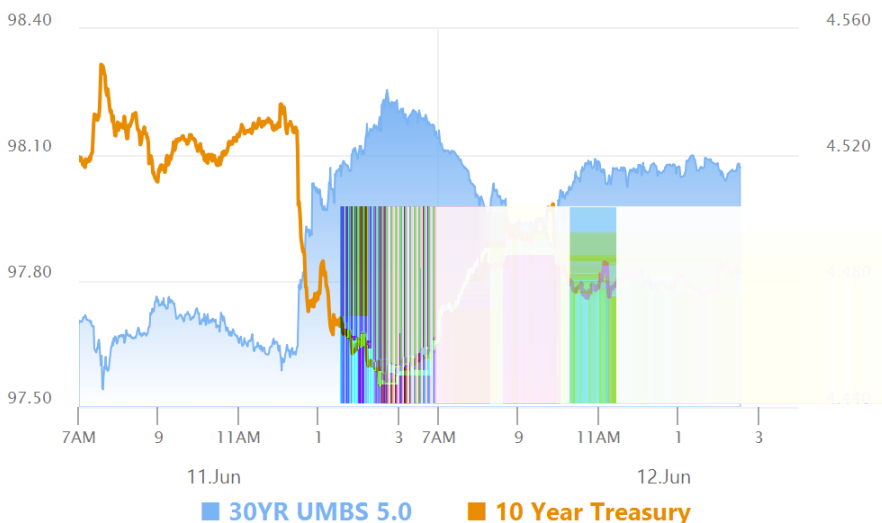 98.40 4.560
98.10 4.520
97.80
97.50
7AM 9 11AM 1 3 7AM 9 11AM 1 3
11.Jun 12.Jun
30YR UMBS 5.0 10 Year Treasury